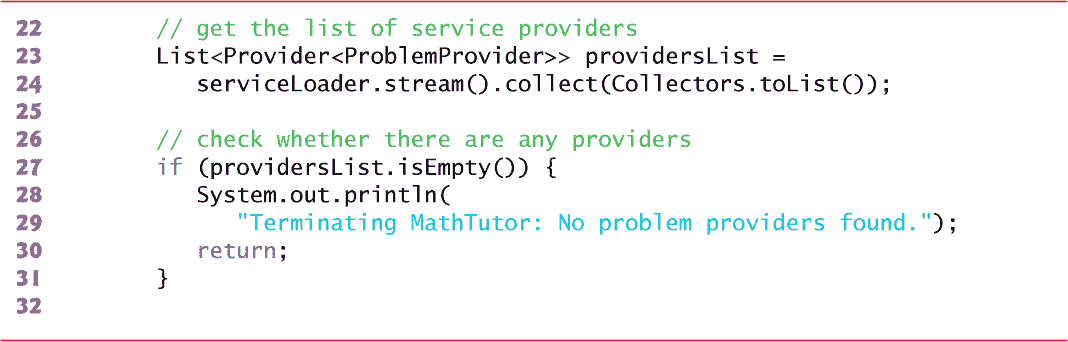 22 // get the list of service providers
23 List<Provider<ProblemProvider>> providersList =
24 serviceLoader.stream().collect(Collectors.toList());
25
26 // check whether there are any providers
27 if (providersList.isEmpty()) {
28 System.out.println(
29 "Terminating MathTutor: No problem providers found.");
30 return;
31 }
32